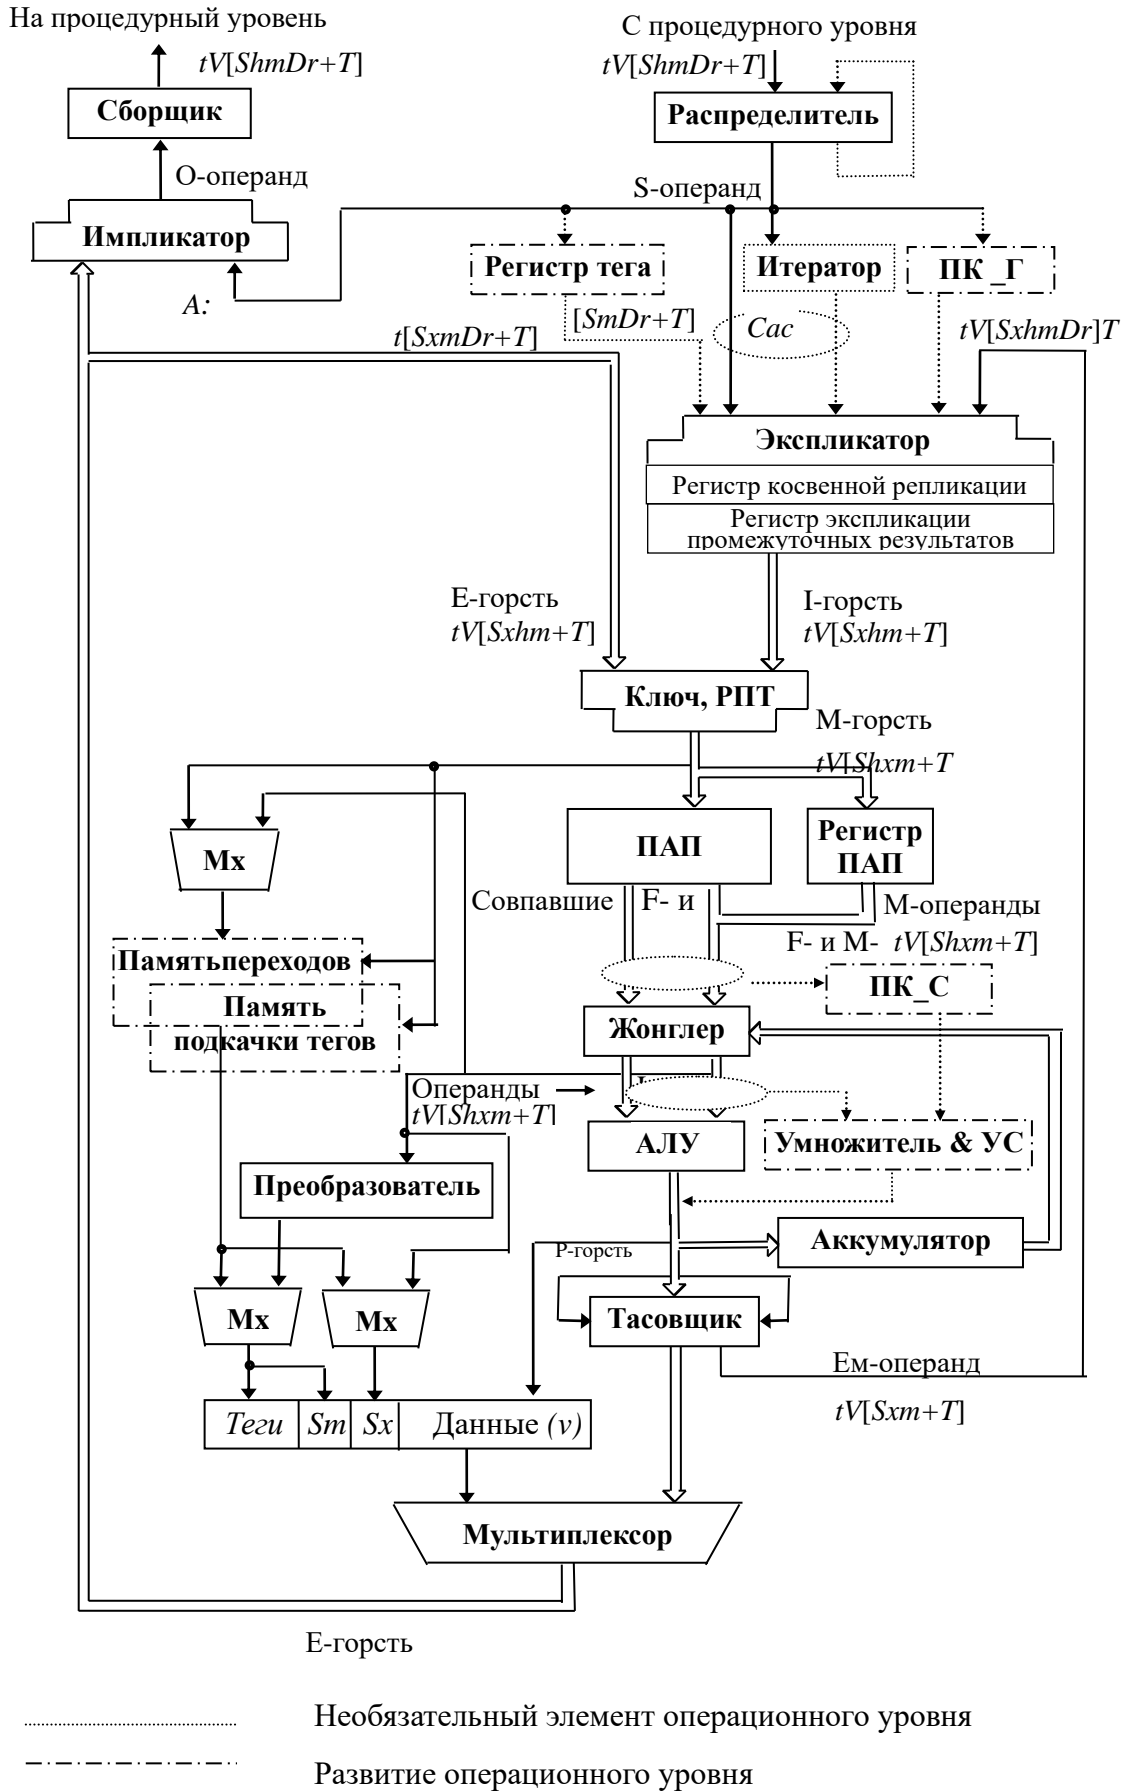 На процедурный уровень
С процедурного уровня
tV[ShmDr+T]
tV[ShmDr+T]
Сборщик
Распределитель
О-операнд
S-операнд
Импликатор
Регистр тега
Итератор
ПК _Г
А:
[SmDr+T]
Сас
t[SxmDr+T]
tV[SxhmDr]T
Экспликатор
Регистр косвенной репликации
Регистр экспликации
промежуточных результатов
Е-горсть
tV[Sxhm+T]
I-горсть
tV[Sxhm+T]
Ключ, РПТ
М-горсть
tV[Shxm+T
Мх
ПАП
Регистр
ПАП
Совпавшие
F- и
М-операнды
F- и М- tV[Shxm+T]
Памятьпереходов
ПК_С
Память
подкачки тегов
Жонглер
Операнды
tV[Shxm+T]
АЛУ
Умножитель & УС
Преобразователь
Р-горсть
Аккумулятор
Мх
Мх
Тасовщик
Ем-операнд
tV[Sxm+T]
Теги
Sm
Sx
Данные (v)
Мультиплексор
Е-горсть
Необязательный элемент операционного уровня
Развитие операционного уровня